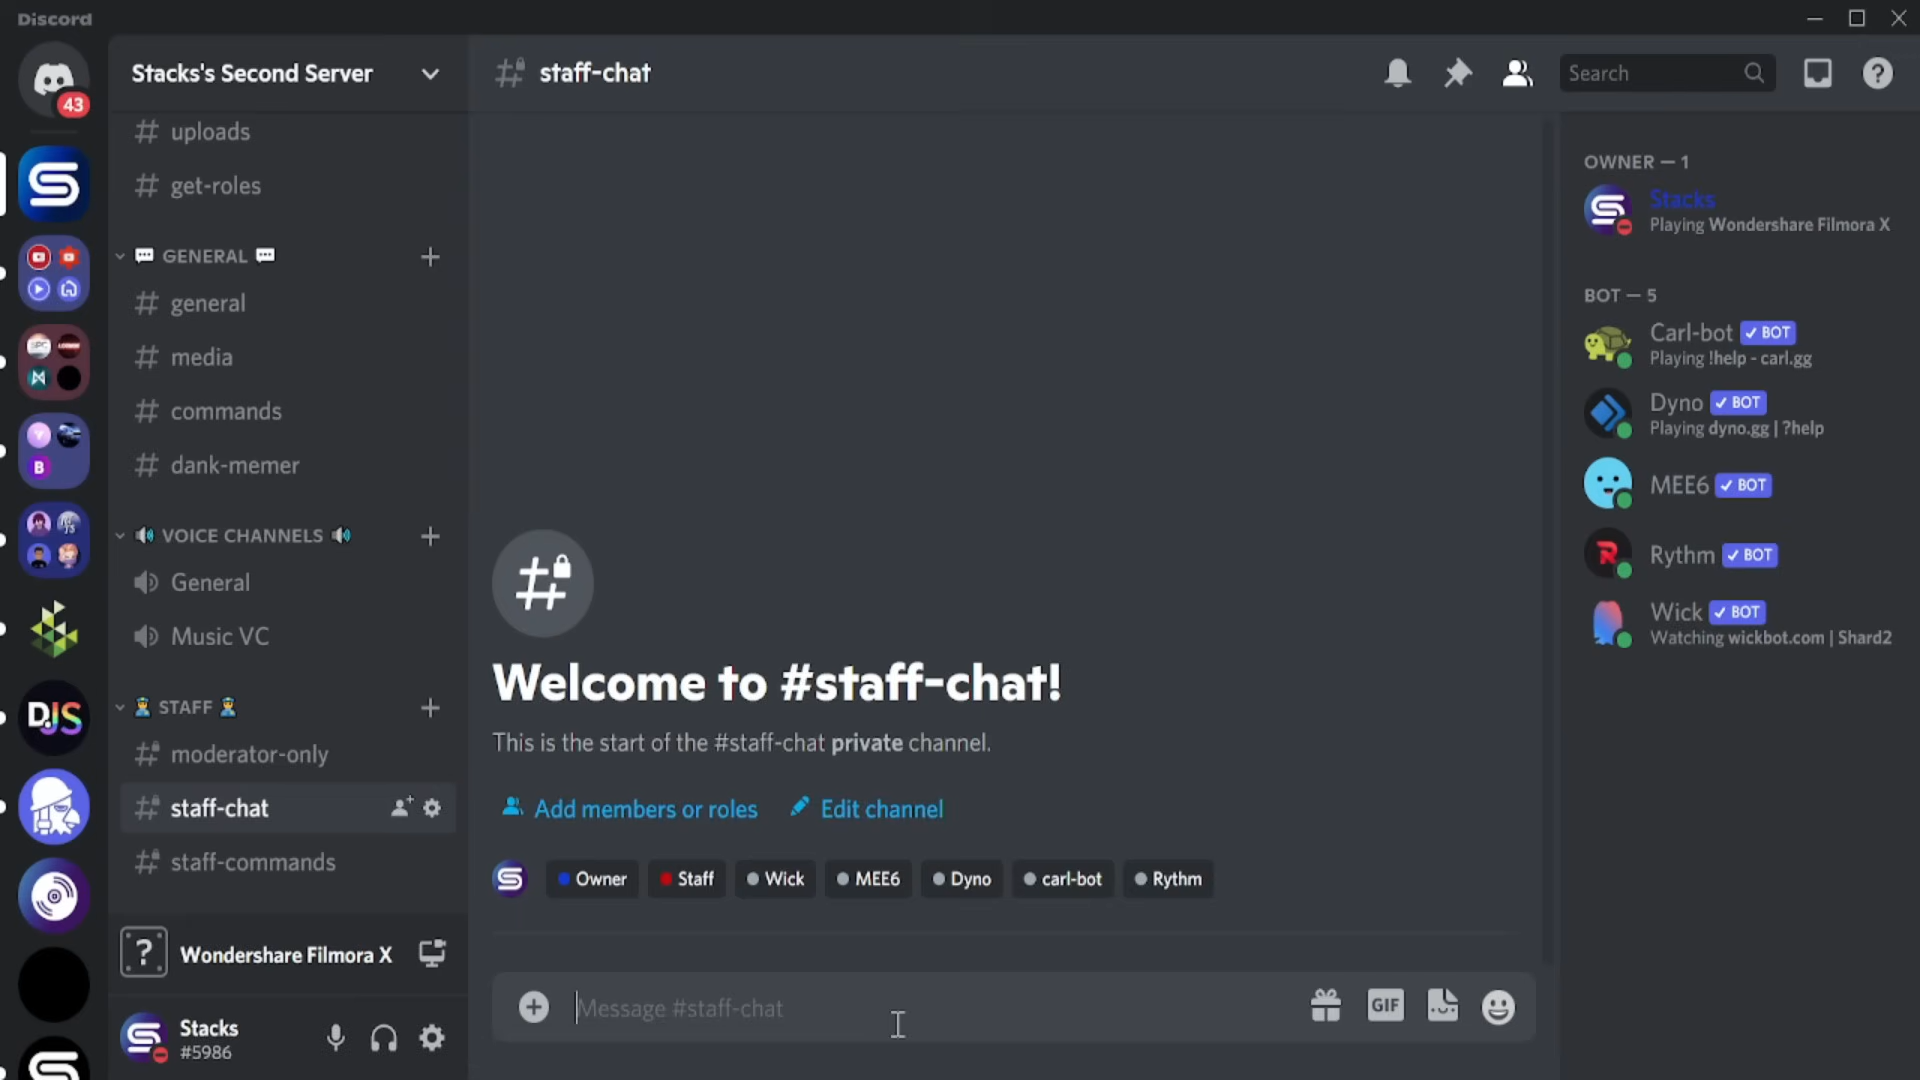 Discord
43
Stacks's Second Server
uploads
get-roles
GENERAL
general
media
commands
dank-memer
VOICE CHANNELS
General
Music VC
STAFF
moderator-only
staff-chat
staff-commands
DJS
B
Wondershare Filmora X
Stacks
#5986
staff-chat
Search
Welcome to #staff-chat!
This is the start of the #staff-chat private channel.
Add members or roles
Edit channel
Owner Staff Wick MEE6 Dyno carl-bot Rythm
Message #staff-chat
GIF
OWNER — 1
Stacks
Playing Wondershare Filmora X
BOT — 5
Carl-bot ✓ BOT
Playing !help - carl.gg
Dyno ✓ BOT
Playing dyno.gg | ?help
MEE6 ✓ BOT
Rythm ✓ BOT
Wick ✓ BOT
Watching wickbot.com | Shard2